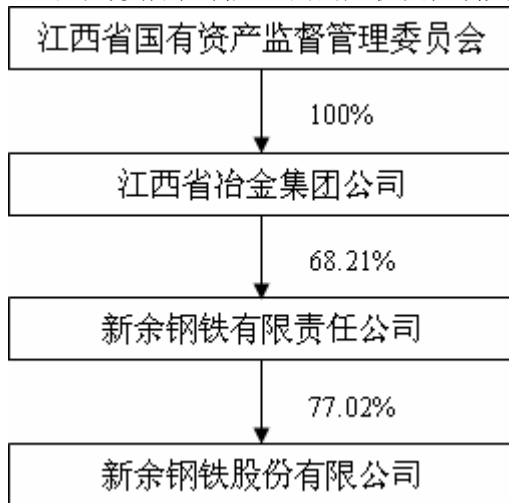 江西省国有资产监督管理委员会
100%
江西省冶金集团公司
68.21%
新余钢铁有限责任公司
77.02%
新余钢铁股份有限公司